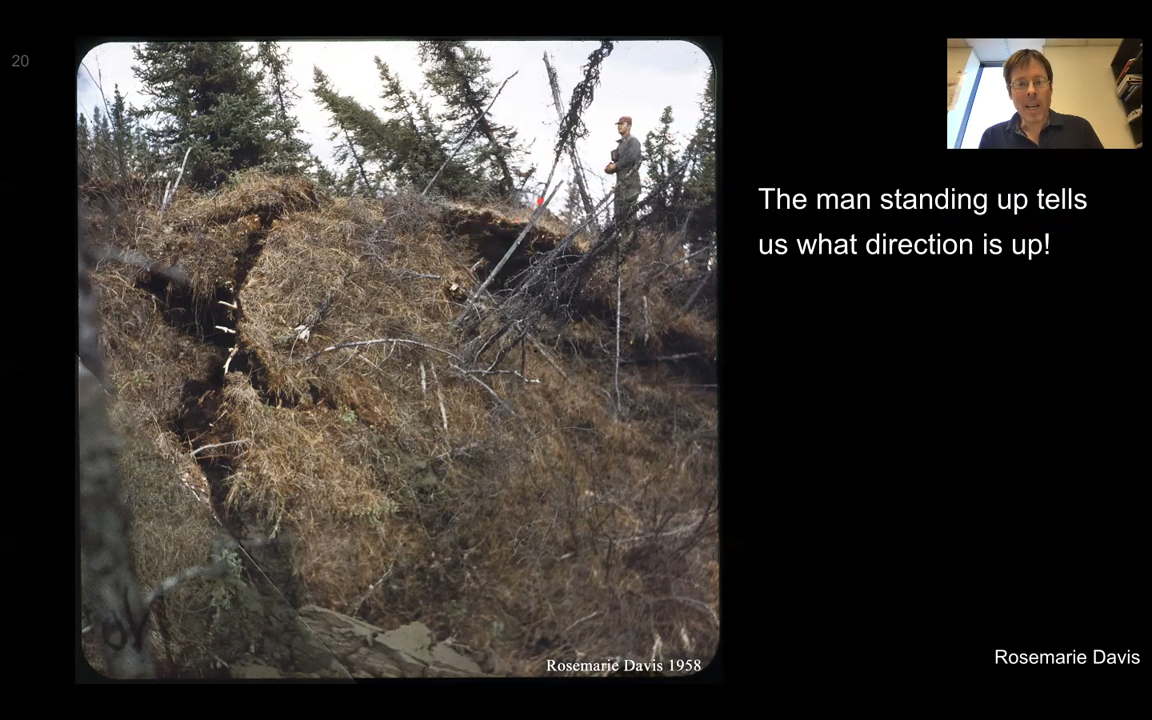 20
The man standing up tells
us what direction is up!
Rosemarie Davis 1958
Rosemarie Davis